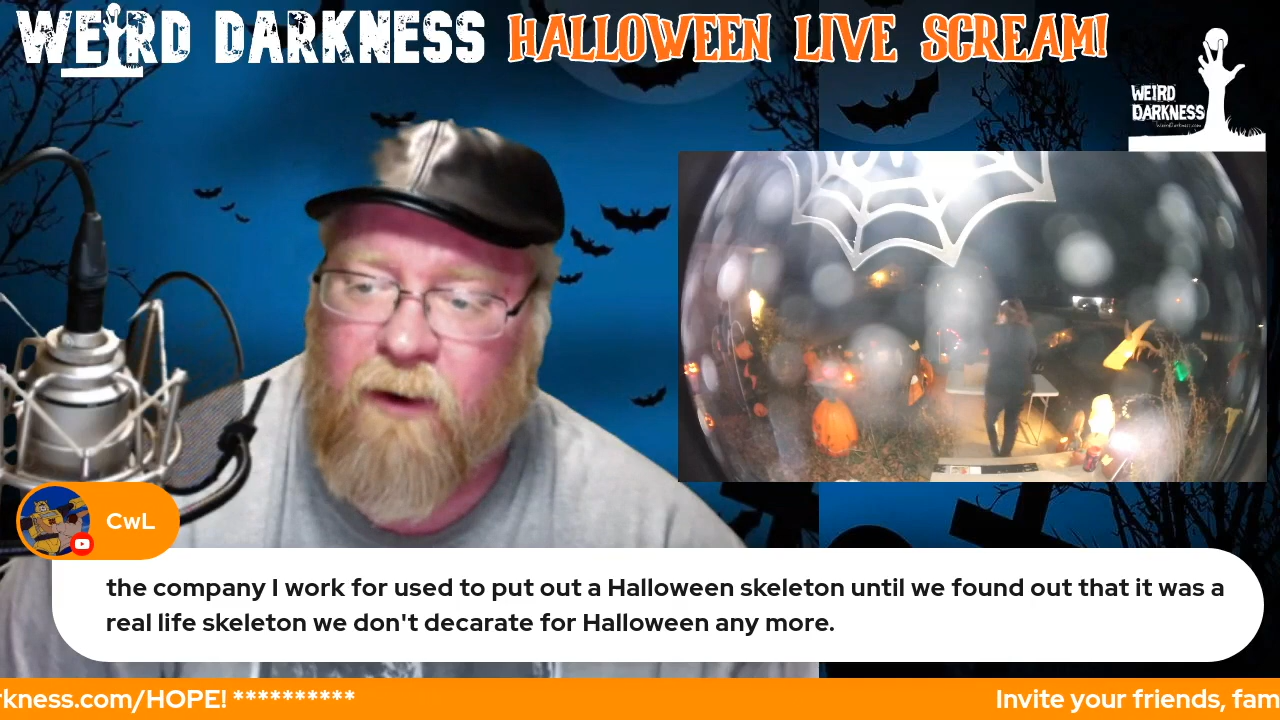 WEIRD DARKNESS HALLOWEEN LIVE SCREAM!
WEIRD
DARKNESS
WeirdDarkness.com
CwL
the company I work for used to put out a Halloween skeleton until we found out that it was a
real life skeleton we don't decarate for Halloween any more.
rkness.com/HOPE! ********** Invite your friends, fam